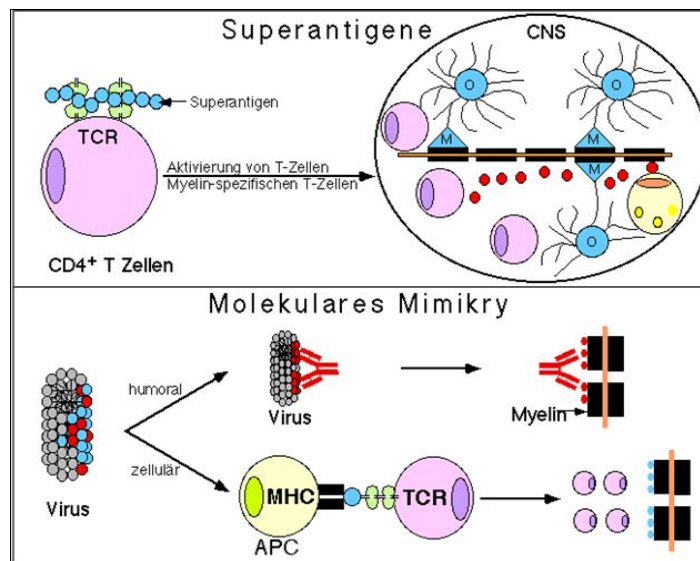 Superantigene
CNS
TCR
Superantigen
O
O
M
M
Aktivierung von T-Zellen
Myelin-spezifischen T-Zellen
O
CD4+ T Zellen
Molekulares Mimikry
humoral
Virus
Myelin
zellulär
Virus
MHC
TCR
APC